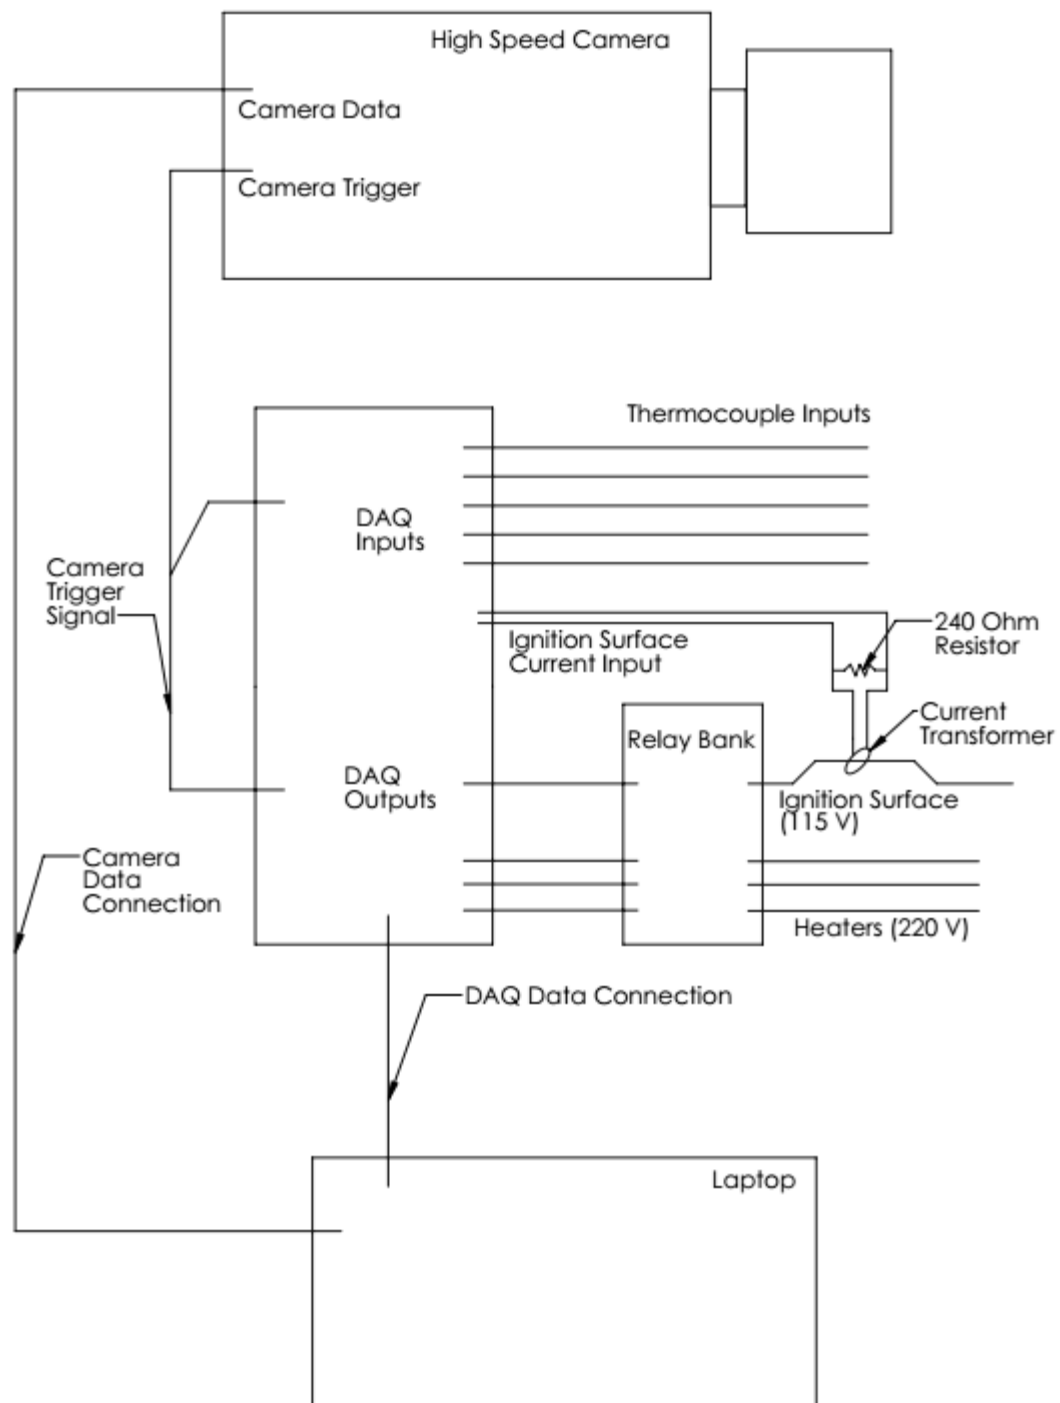 High Speed Camera
Camera Data
Camera Trigger
Thermocouple Inputs
DAQ
Inputs
Camera
Trigger
Signal
240 Ohm
Resistor
Ignition Surface
Current Input
Current
Transformer
Relay Bank
DAQ
Outputs
Ignition Surface
(115 V)
Camera
Data
Connection
Heaters (220 V)
DAQ Data Connection
Laptop